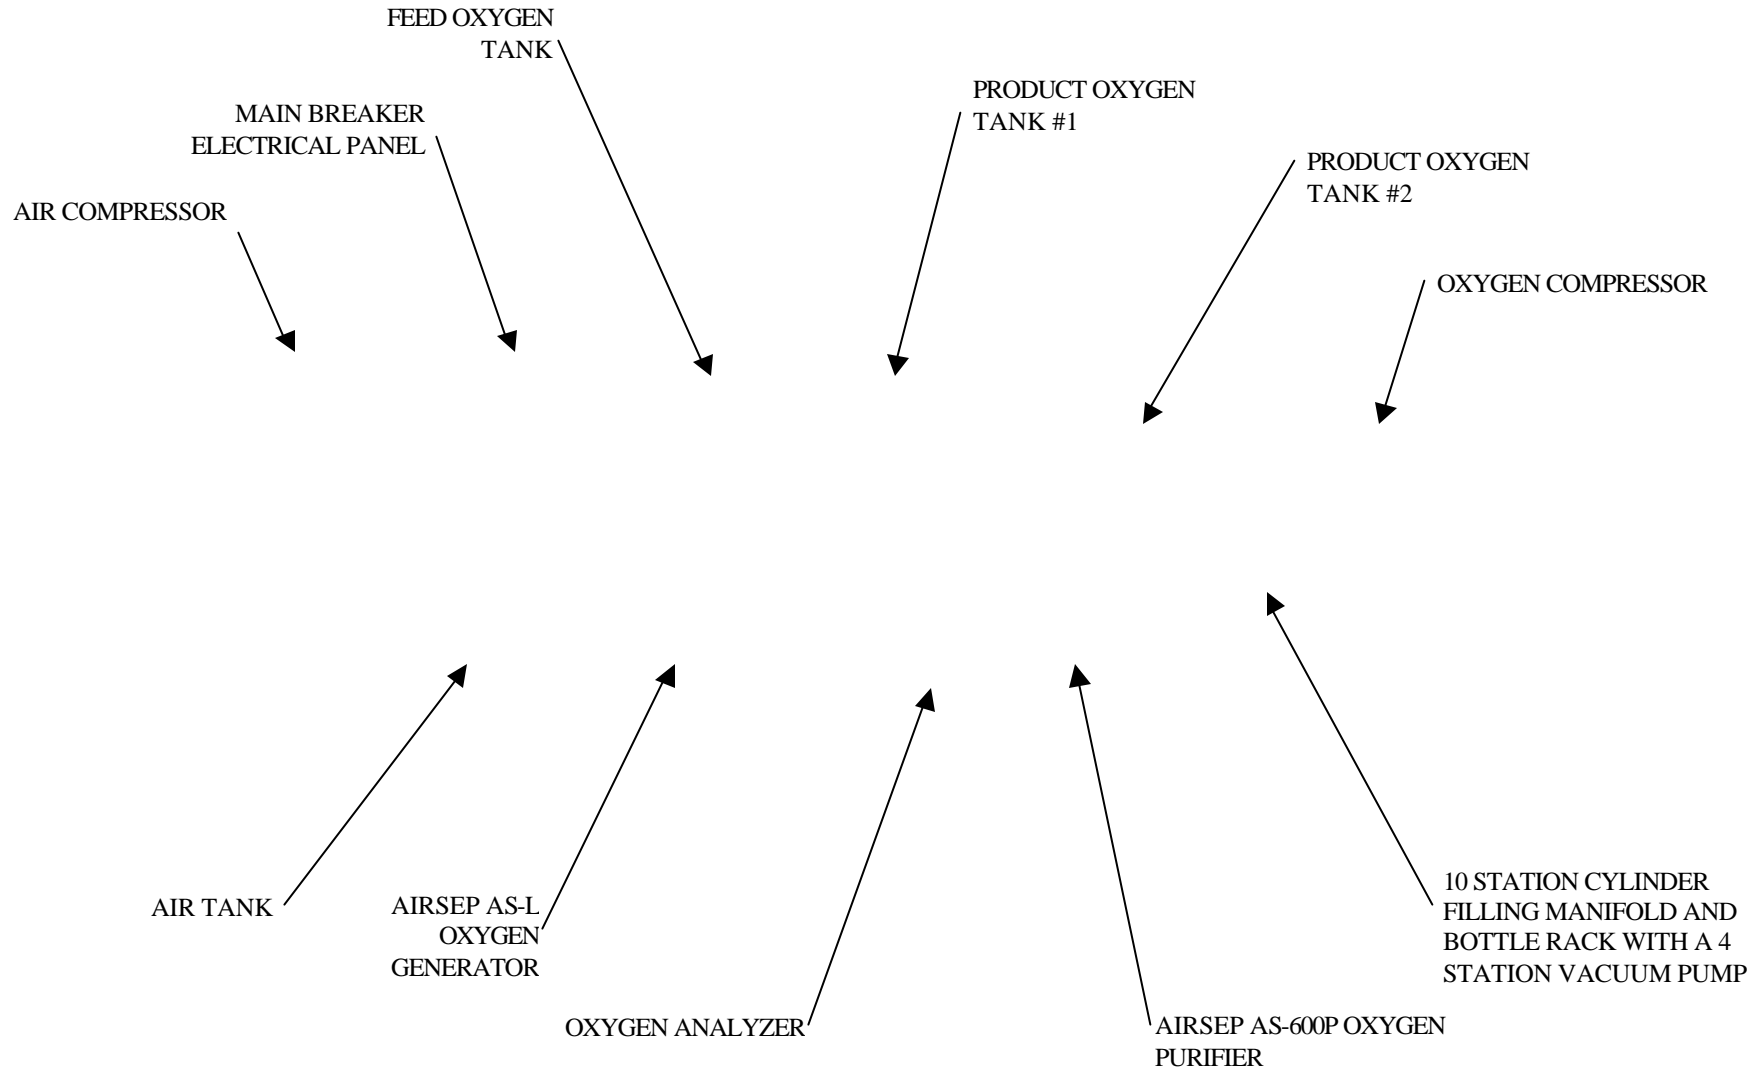 FEED OXYGEN
TANK
PRODUCT OXYGEN
TANK #1
MAIN BREAKER
ELECTRICAL PANEL
PRODUCT OXYGEN
TANK #2
AIR COMPRESSOR
OXYGEN COMPRESSOR
AIR TANK
AIRSEP AS-L
OXYGEN
GENERATOR
10 STATION CYLINDER
FILLING MANIFOLD AND
BOTTLE RACK WITH A 4
STATION VACUUM PUMP
OXYGEN ANALYZER
AIRSEP AS-600P OXYGEN
PURIFIER